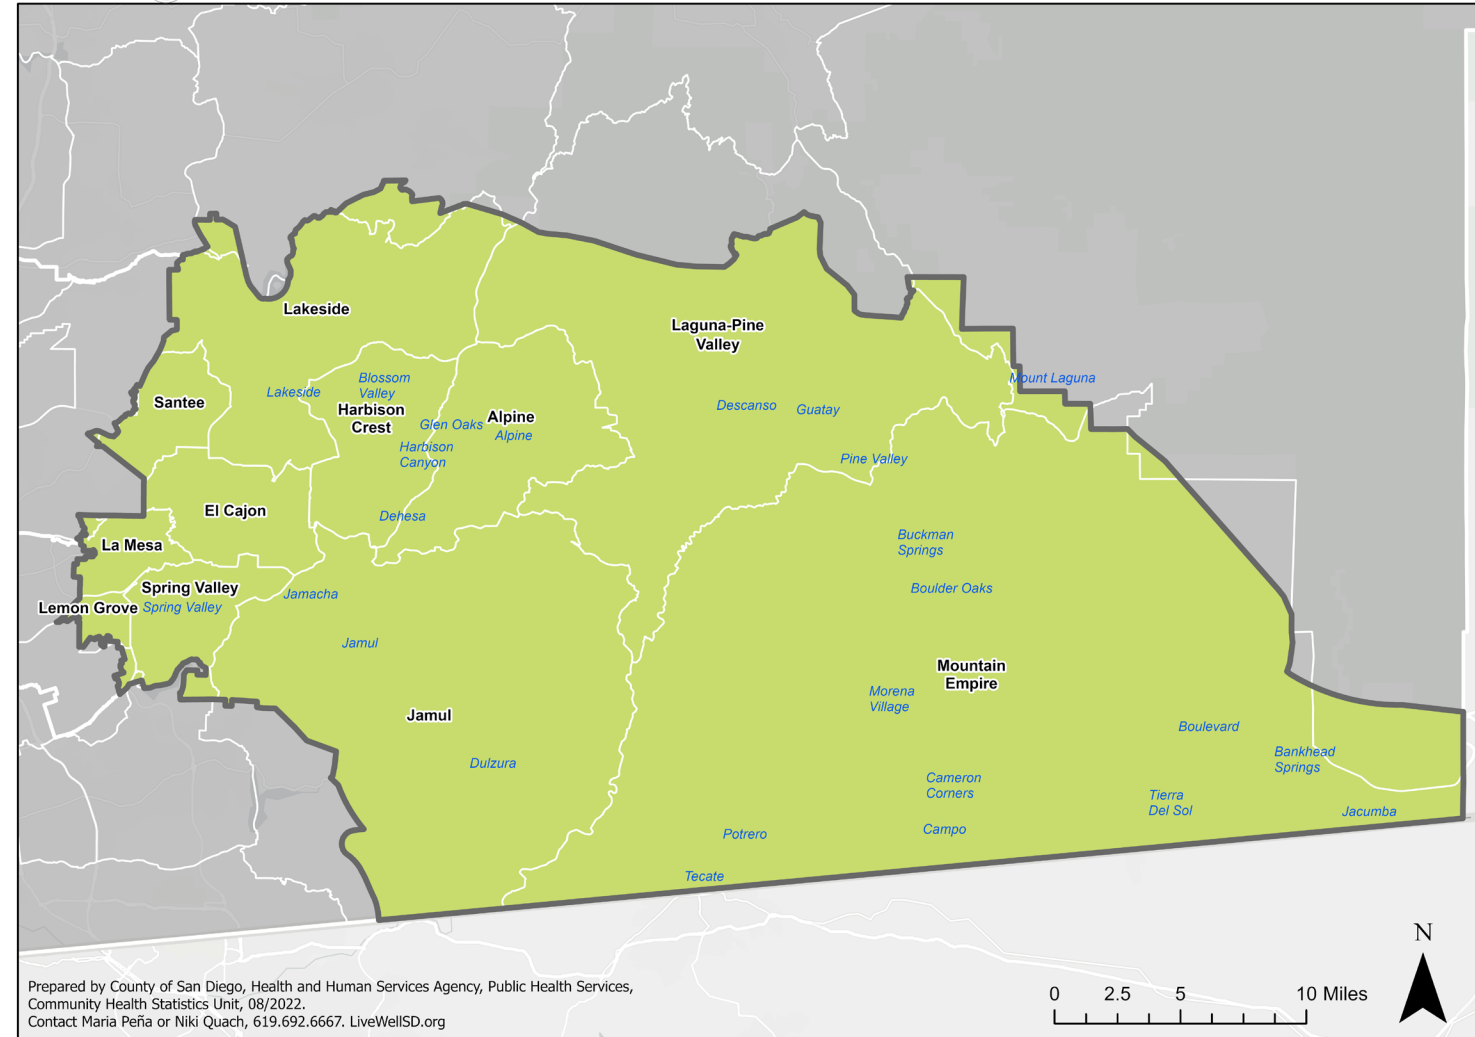 Lakeside
Laguna-Pine
Valley
Mount Laguna
Blossom
Valley
Lakeside
Santee
Harbison
Crest
Descanso
Guatay
Alpine
Glen Oaks
Alpine
Harbison
Canyon
Pine Valley
El Cajon
Dehesa
Buckman
Springs
La Mesa
Spring Valley
Boulder Oaks
Jamacha
Lemon Grove
Spring Valley
Jamul
Mountain
Empire
Morena
Village
Jamul
Boulevard
Bankhead
Springs
Dulzura
Cameron
Corners
Tierra
Del Sol
Jacumba
Potrero
Campo
Tecate
N
0 2.5 5 10 Miles
Prepared by County of San Diego, Health and Human Services Agency, Public Health Services,
Community Health Statistics Unit, 08/2022.
Contact Maria Peña or Niki Quach, 619.692.6667. LiveWellSD.org